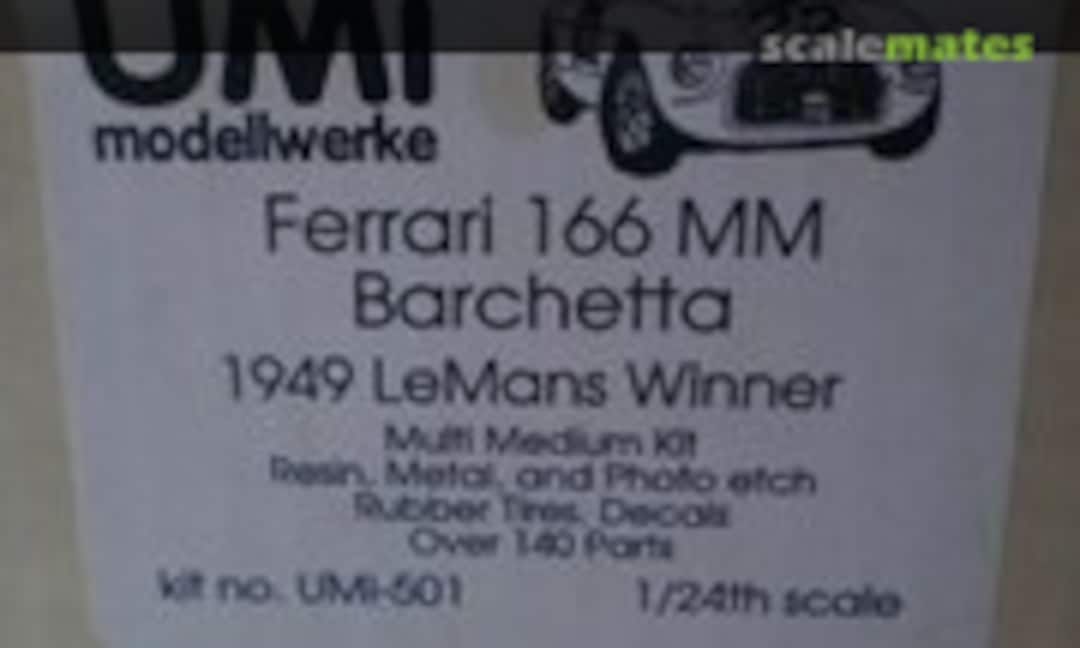 scalemates
UMI
modellwerke
Ferrari 166 MM
Barchetta
1949 LeMans Winner
Multi Medium Kit
Resin, Metal, and Photo etch
Rubber Tires, Decals
Over 140 Parts
kit no. UMI-501
1/24th scale